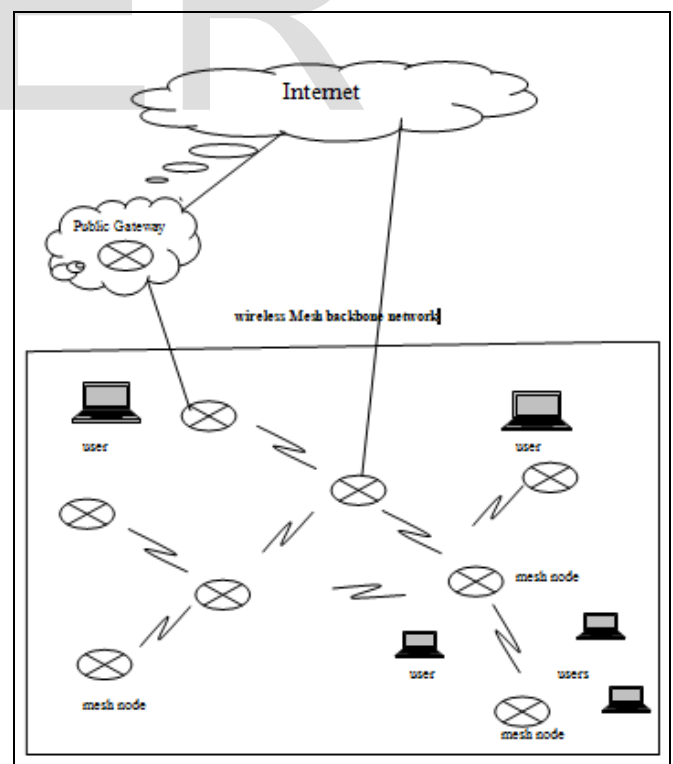 Internet
Public Gateway
wireless Mesh backbone network
user
user
mesh node
user
users
mesh node
mesh node